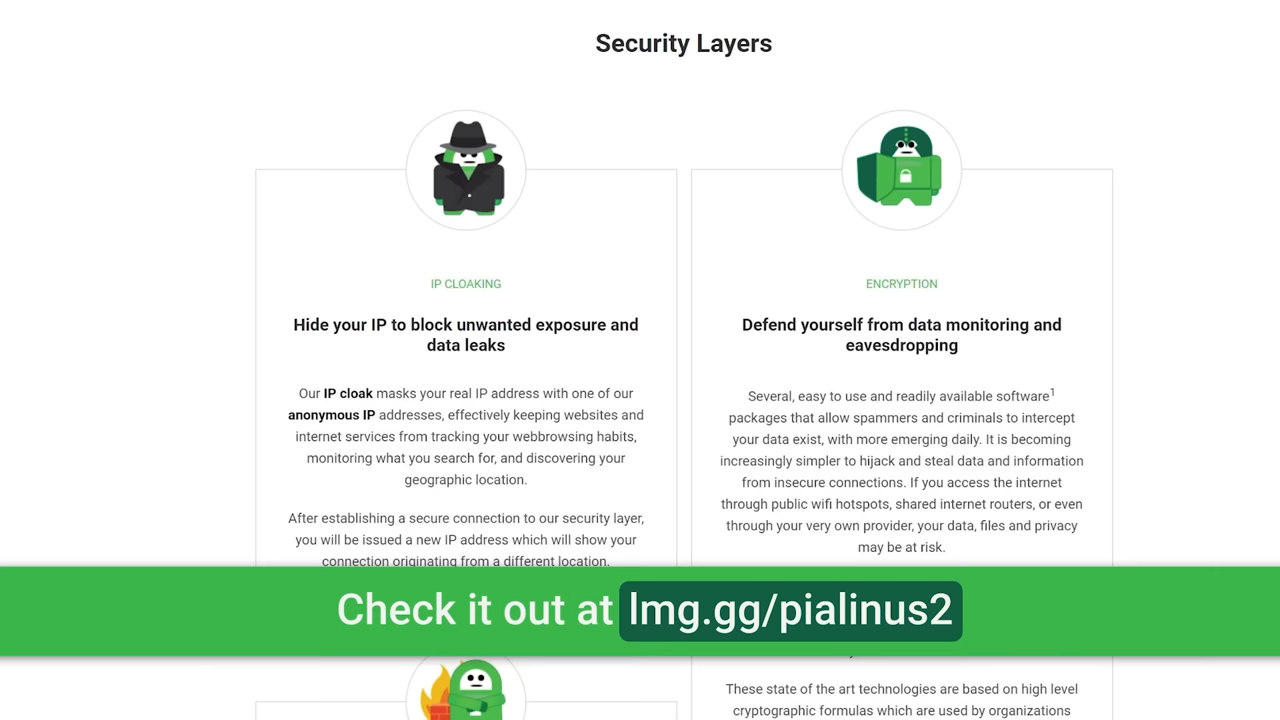 Security Layers
IP CLOAKING
Hide your IP to block unwanted exposure and
data leaks
Our IP cloak masks your real IP address with one of our
anonymous IP addresses, effectively keeping websites and
internet services from tracking your webbrowsing habits,
monitoring what you search for, and discovering your
geographic location.
After establishing a secure connection to our security layer,
you will be issued a new IP address which will show your
connection originating from a different location.
ENCRYPTION
Defend yourself from data monitoring and
eavesdropping
Several, easy to use and readily available software1
packages that allow spammers and criminals to intercept
your data exist, with more emerging daily. It is becoming
increasingly simpler to hijack and steal data and information
from insecure connections. If you access the internet
through public wifi hotspots, shared internet routers, or even
through your very own provider, your data, files and privacy
may be at risk.
Check it out at lmg.gg/pialinus2
These state of the art technologies are based on high level
cryptographic formulas which are used by organizations